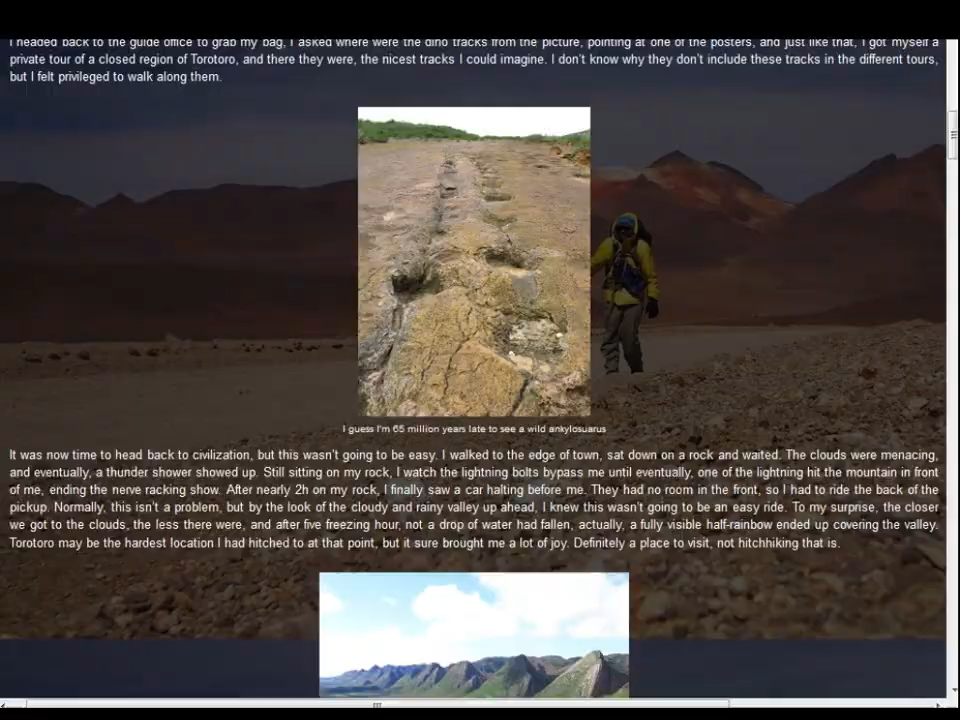 I headed back to the guide office to grab my bag, I asked where were the dino tracks from the picture, pointing at one of the posters, and just like that, I got myself a
private tour of a closed region of Torotoro, and there they were, the nicest tracks I could imagine. I don't know why they don't include these tracks in the different tours,
but I felt privileged to walk along them.
I guess I'm 65 million years late to see a wild ankylosuarus
It was now time to head back to civilization, but this wasn't going to be easy. I walked to the edge of town, sat down on a rock and waited. The clouds were menacing,
and eventually, a thunder shower showed up. Still sitting on my rock, I watch the lightning bolts bypass me until eventually, one of the lightning hit the mountain in front
of me, ending the nerve racking show. After nearly 2h on my rock, I finally saw a car halting before me. They had no room in the front, so I had to ride the back of the
pickup. Normally, this isn't a problem, but by the look of the cloudy and rainy valley up ahead, I knew this wasn't going to be an easy ride. To my surprise, the closer
we got to the clouds, the less there were, and after five freezing hour, not a drop of water had fallen, actually, a fully visible half-rainbow ended up covering the valley.
Torotoro may be the hardest location I had hitched to at that point, but it sure brought me a lot of joy. Definitely a place to visit, not hitchhiking that is.